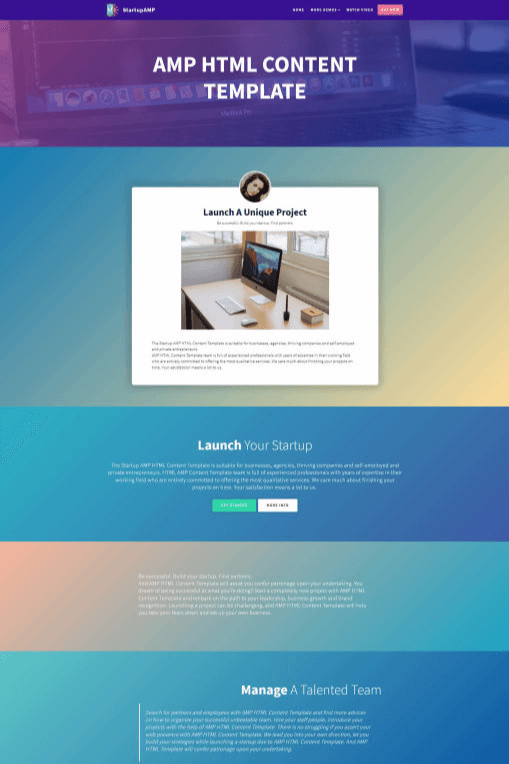 StartupAMP
HOME MORE DEMOS WATCH VIDEO BUY NOW
AMP HTML CONTENT
TEMPLATE
MacBook Pro
Launch A Unique Project
Be successful. Build your startup. Find partners.
The Startup AMP HTML Content Template is suitable for businesses, agencies, thriving companies and self-employed
and private entrepreneurs.
AMP HTML Content Template team is full of experienced professionals with years of expertise in their working field
who are entirely committed to offering the most qualitative services. We care much about finishing your projects on
time. Your satisfaction means a lot to us.
Launch Your Startup
The Startup AMP HTML Content Template is suitable for businesses, agencies, thriving companies and self-employed and
private entrepreneurs. HTML AMP Content Template team is full of experienced professionals with years of expertise in their
working field who are entirely committed to offering the most qualitative services. We care much about finishing your
projects on time. Your satisfaction means a lot to us.
GET STARTED MORE INFO
Be successful. Build your startup. Find partners.
And AMP HTML Content Template will assist you confer patronage upon your undertaking. You
dream of being successful at what you're doing? Start a completely new project with AMP HTML
Content Template and embark on the path to your leadership, business growth and brand
recognition. Launching a project can be challenging, and AMP HTML Content Template will help
you take your fears down and set up your own business.
Manage A Talented Team
Search for partners and employees with AMP HTML Content Template and find more advices
on how to organize your successful unbeatable team. Hire your staff people, introduce your
projects with the help of AMP HTML Content Template. There is no struggling if you assert your
web presence with AMP HTML Content Template. We lead you into your own direction, let you
build your strategies while launching a startup due to AMP HTML Content Template. And AMP
HTML Template will confer patronage upon your undertaking.